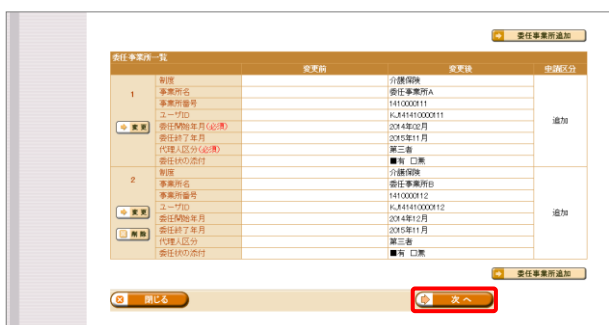 委任事業所追加
委任事業所一覧
変更前 変更後 申請区分
1 制度 介護保険 追加
事業所名 委任事業所A
事業所番号 1410000111
ユーザID KJ141410000111
変更 委任開始年月(必須) 2014年02月
委任終了年月 2015年11月
代理人区分(必須) 第三者
委任状の添付 ■有 □無
2 制度 介護保険 追加
事業所名 委任事業所B
事業所番号 1410000112
ユーザID KJ141410000112
変更 委任開始年月 2014年12月
削除 委任終了年月 2015年11月
代理人区分 第三者
委任状の添付 ■有 □無
委任事業所追加
閉じる 次へ